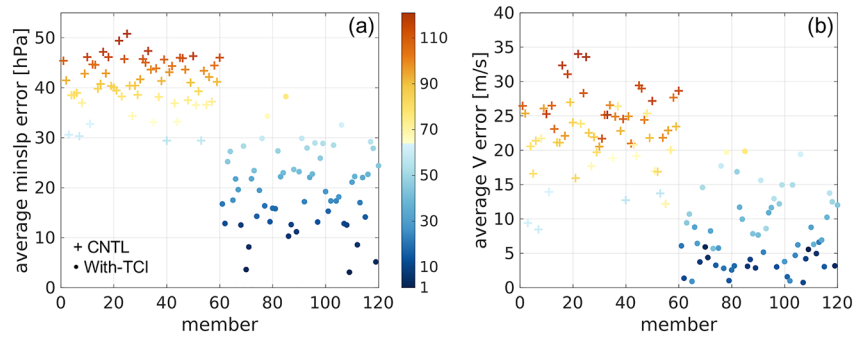 (a)
average minslp error [hPa]
50
40
30
20
10
0
+ CNTL
• With-TCI
0 20 40 60 80 100 120
member
110
90
70
50
30
10
1
(b)
average V error [m/s]
40
35
30
25
20
15
10
5
0
0 20 40 60 80 100 120
member